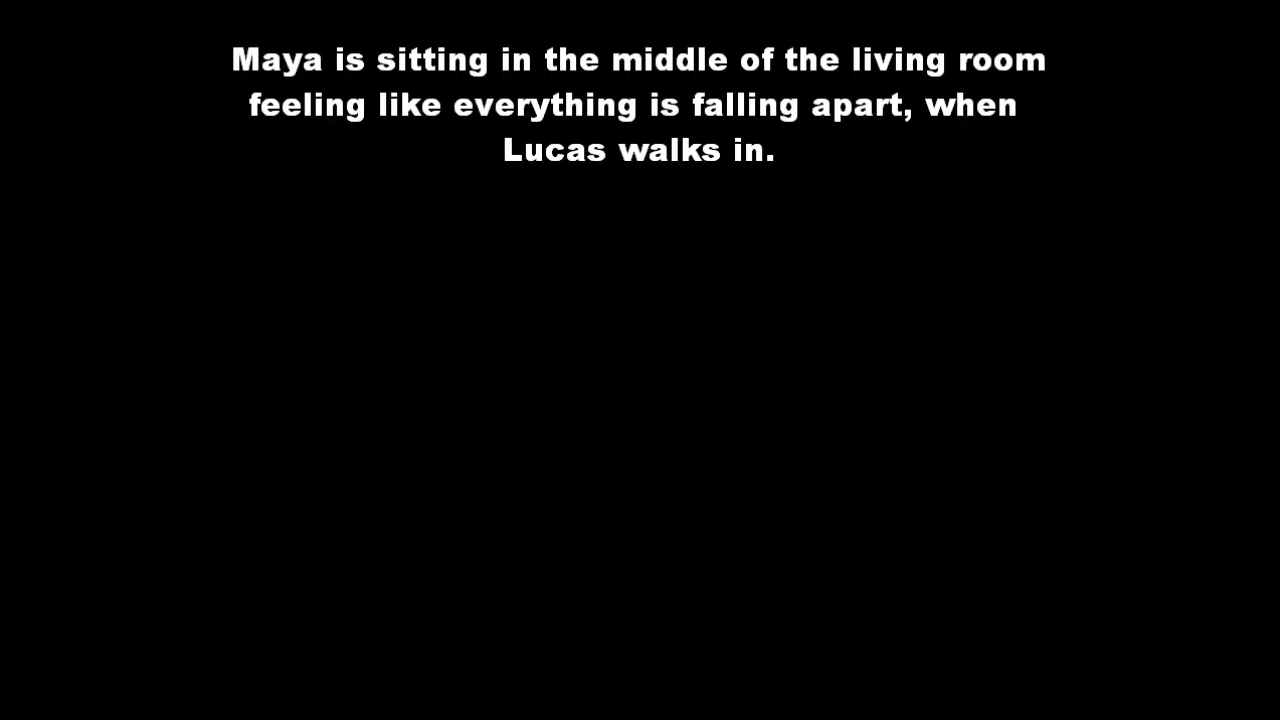 Maya is sitting in the middle of the living room
feeling like everything is falling apart, when
Lucas walks in.